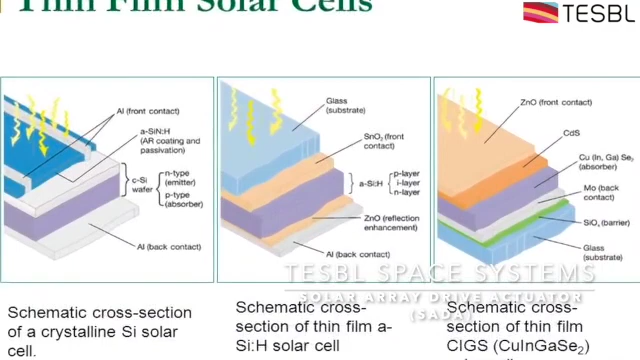 Thin Film Solar Cells
TESBL
Al (front contact)
a-SiN:H
(AR coating and
passivation)
c-Si
wafer
n-type
(emitter)
p-type
(absorber)
Al (back contact)
Glass
(substrate)
SnO₂ (front
contact)
a-Si:H
p-layer
i-layer
n-layer
ZnO (reflection
enhancement)
Al (back contact)
ZnO (front contact)
CdS
Cu (In, Ga) Se₂
(absorber)
Mo (back
contact)
SiOₓ (barrier)
Glass
(substrate)
TESBL SPACE SYSTEMS
SOLAR ARRAY DRIVE ACTUATOR
(SADA)
Schematic cross-section
of a crystalline Si solar
cell.
Schematic cross-
section of thin film a-
Si:H solar cell
Schematic cross-
section of thin film
CIGS (CuInGaSe₂)